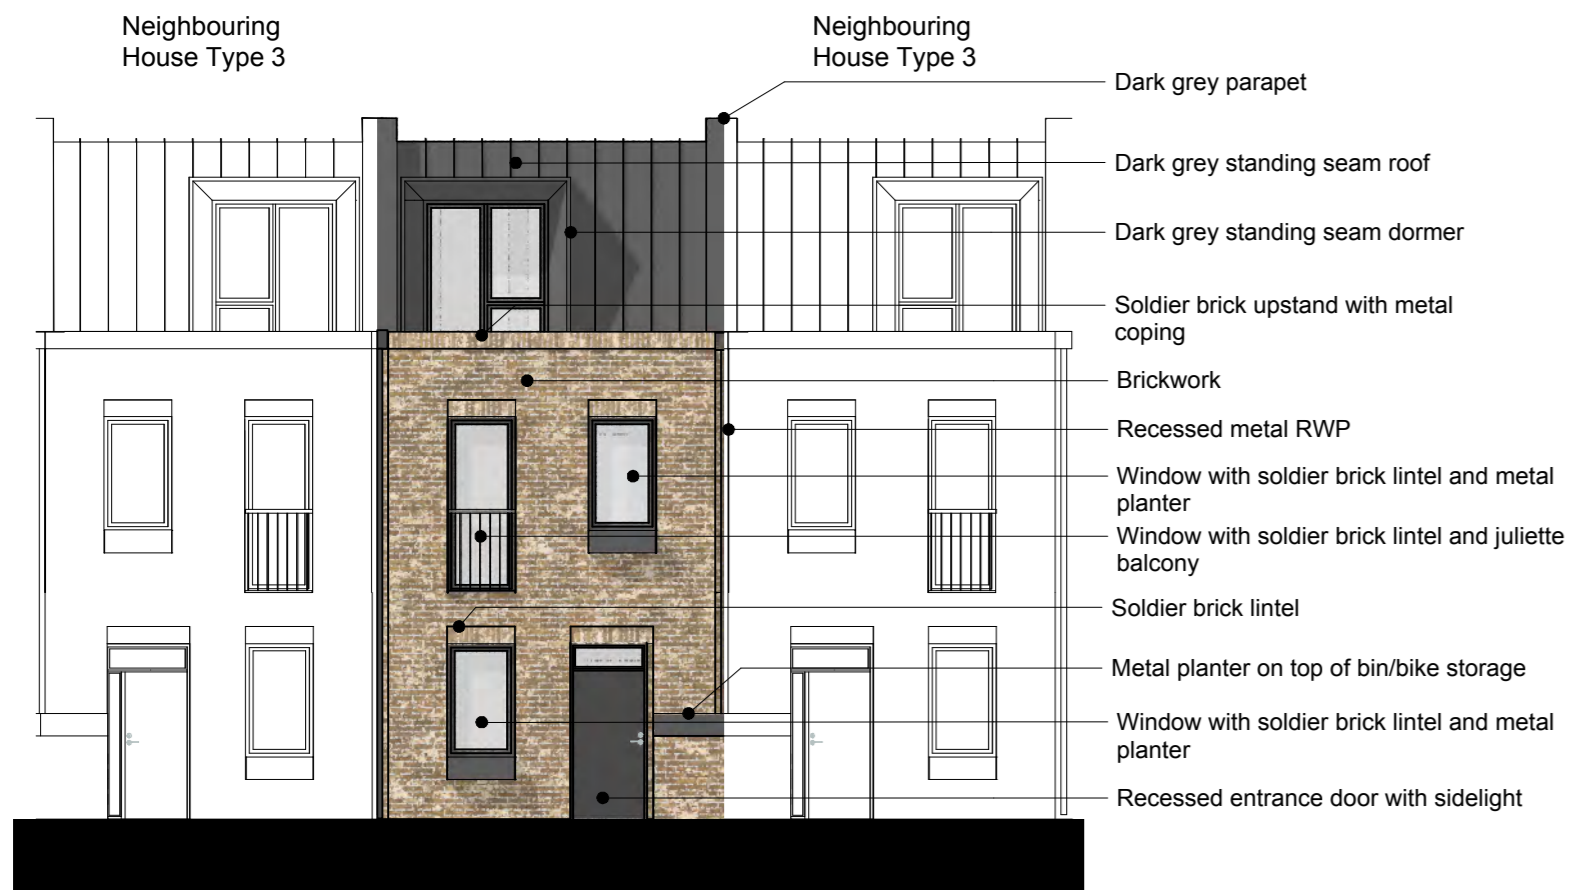 Neighbouring
House Type 3
Neighbouring
House Type 3
Dark grey parapet
Dark grey standing seam roof
Dark grey standing seam dormer
Soldier brick upstand with metal
coping
Brickwork
Recessed metal RWP
Window with soldier brick lintel and metal
planter
Window with soldier brick lintel and juliette
balcony
Soldier brick lintel
Metal planter on top of bin/bike storage
Window with soldier brick lintel and metal
planter
Recessed entrance door with sidelight